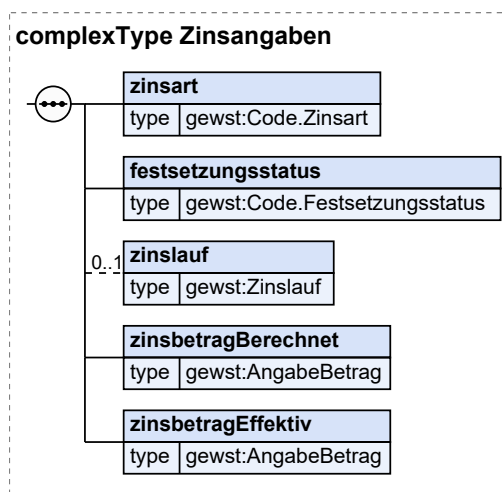 complexType Zinsangaben
zinsart
type gewst:Code.Zinsart
festsetzungsstatus
type gewst:Code.Festsetzungsstatus
0..1
zinslauf
type gewst:Zinslauf
zinsbetragBerechnet
type gewst:AngabeBetrag
zinsbetragEffektiv
type gewst:AngabeBetrag